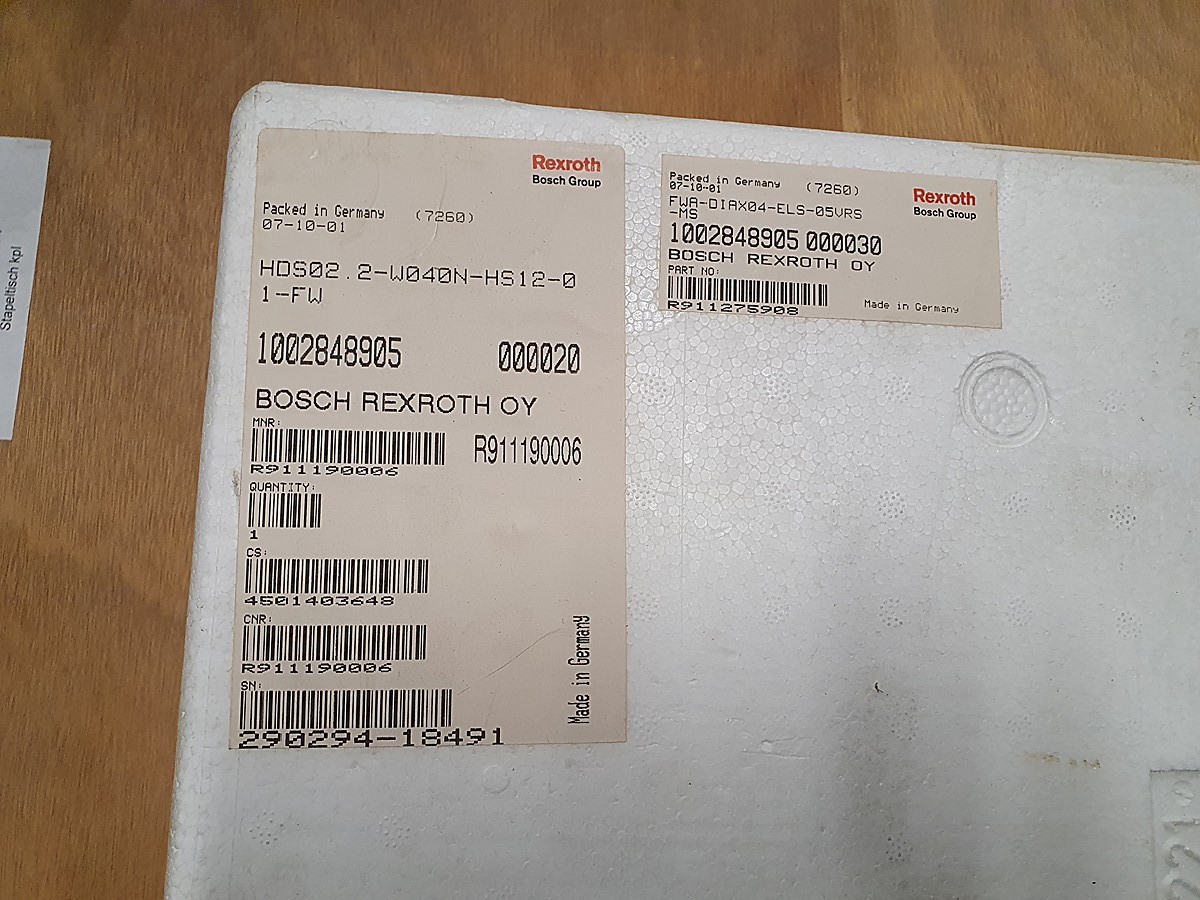 Stapeltisch kpl
Rexroth
Bosch Group
Packed in Germany (7260)
07-10-01
HDS02.2-W040N-HS12-0
1-FW
1002848905 000020
BOSCH REXROTH OY
MNR:
R911190006
R911190006
QUANTITY:
1
CS:
4501403648
CNR:
R911190006
SN:
290294-18491
Made in Germany
Packed in Germany (7260)
07-10-01
Rexroth
Bosch Group
FWA-DIAX04-ELS-05VRS
-MS
1002848905 000030
BOSCH REXROTH OY
PART NO:
R911275908
Made in Germany